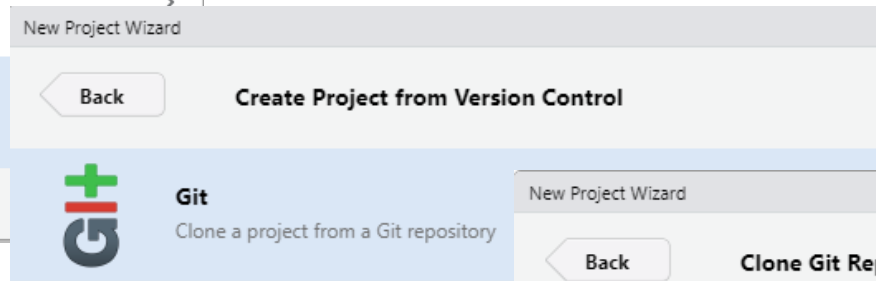 New Project Wizard
Back
Create Project from Version Control
Git
Clone a project from a Git repository
New Project Wizard
Back
Clone Git Rep